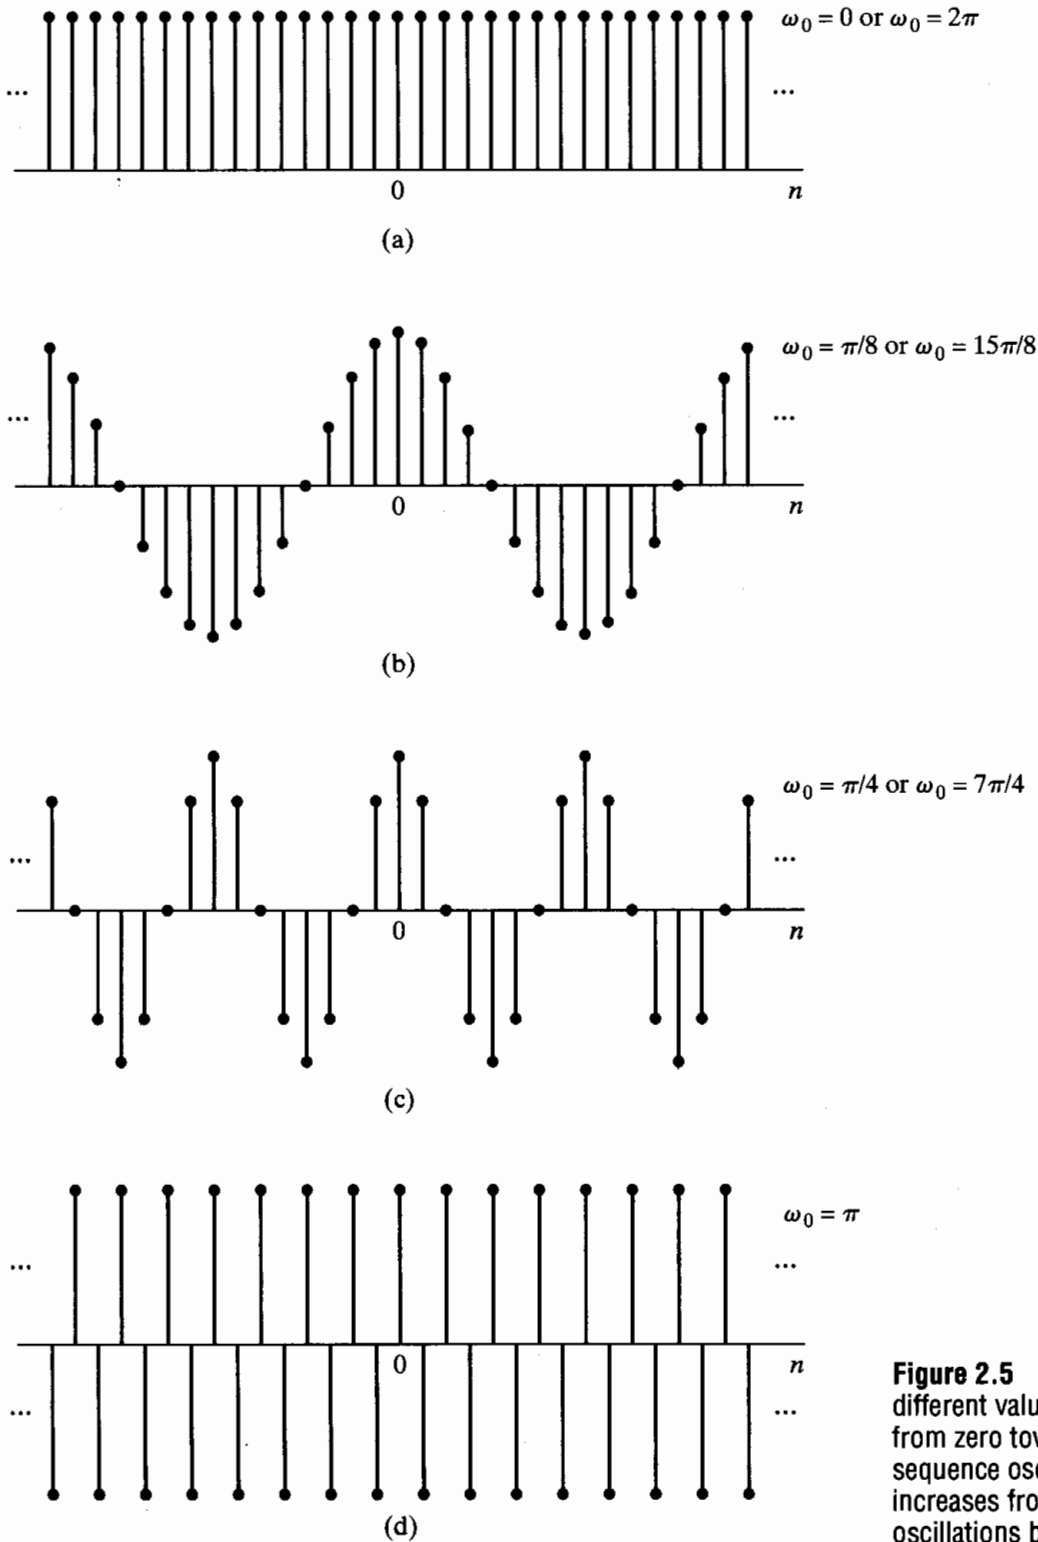 ω₀ = 0 or ω₀ = 2π
... ...
0 n
(a)
ω₀ = π/8 or ω₀ = 15π/8
... ...
0 n
(b)
ω₀ = π/4 or ω₀ = 7π/4
... ...
0 n
(c)
ω₀ = π
... ...
0 n
... ...
(d)
Figure 2.5
different valu
from zero tov
sequence osc
increases fro